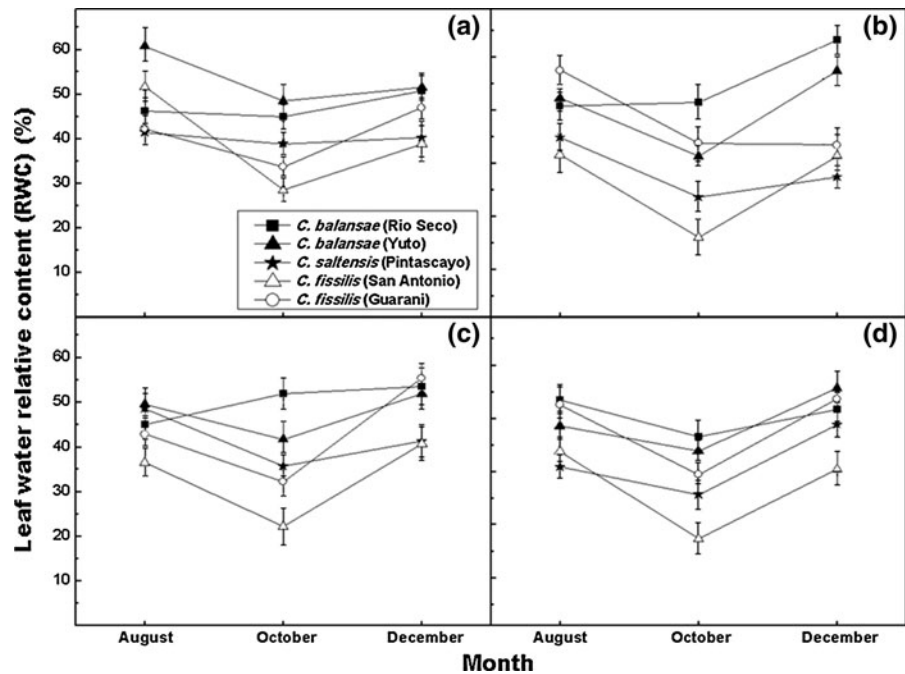 (a)
(b)
60
50
40
30
20
10
C. balansae (Rio Seco)
C. balansae (Yuto)
C. saltensis (Pintascayo)
C. fissilis (San Antonio)
C. fissilis (Guarani)
Leaf water relative content (RWC) (%)
(c)
(d)
60
50
40
30
20
10
August
October
December
August
October
December
Month